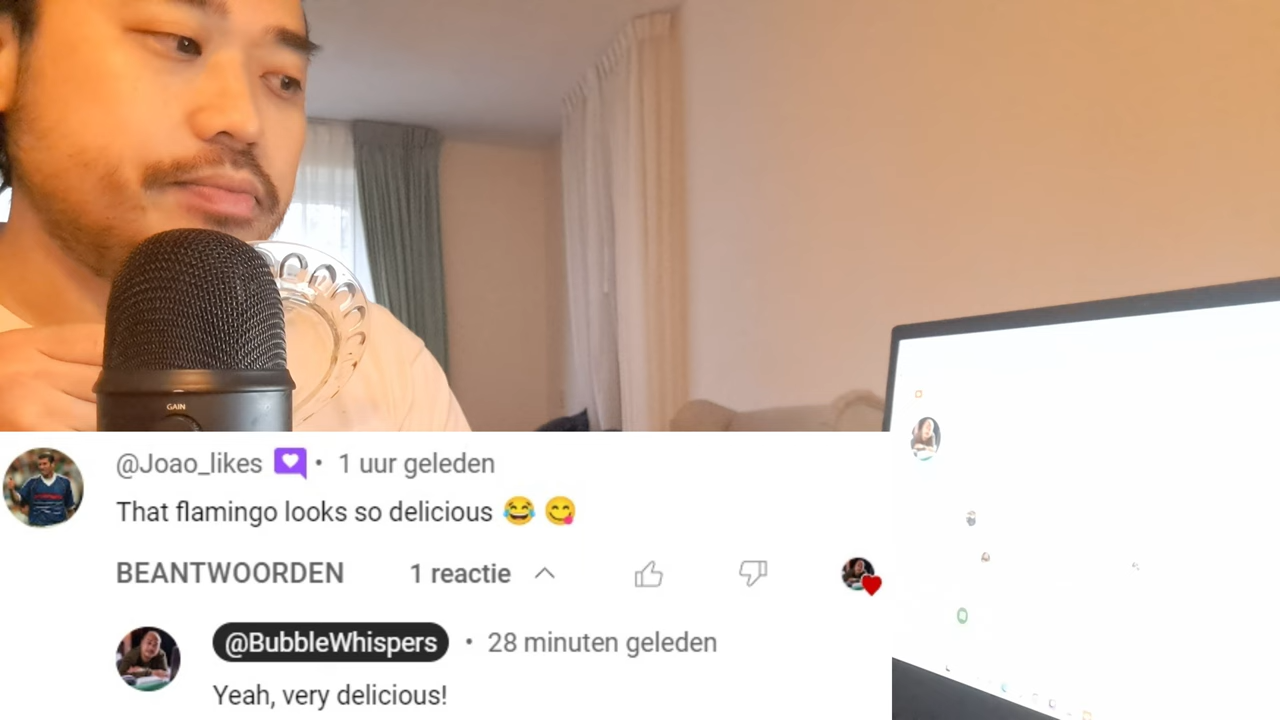 GAIN
@Joao_likes • 1 uur geleden
That flamingo looks so delicious 😂 😋
BEANTWOORDEN 1 reactie
@BubbleWhispers • 28 minuten geleden
Yeah, very delicious!